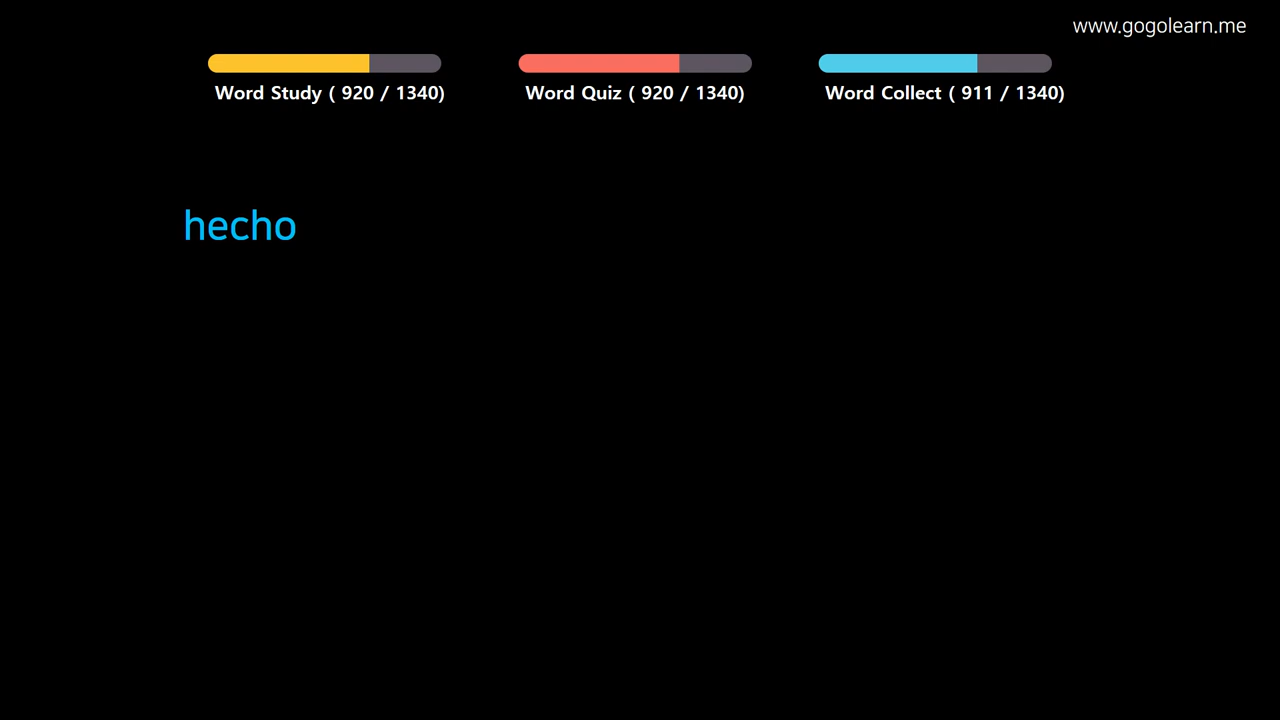 www.gogolearn.me
Word Study ( 920 / 1340)
Word Quiz ( 920 / 1340)
Word Collect ( 911 / 1340)
hecho